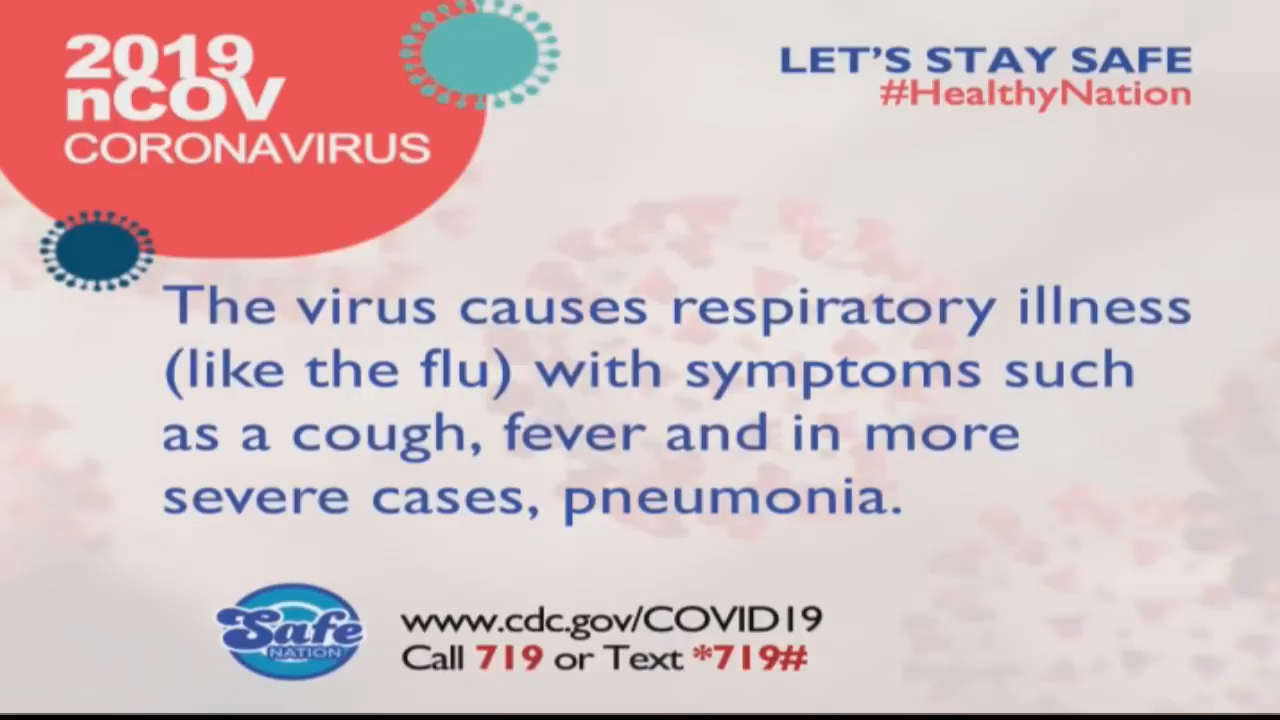 2019
nCOV
CORONAVIRUS
LET'S STAY SAFE
#HealthyNation
The virus causes respiratory illness
(like the flu) with symptoms such
as a cough, fever and in more
severe cases, pneumonia.
Safe
NATION
www.cdc.gov/COVID19
Call 719 or Text *719#